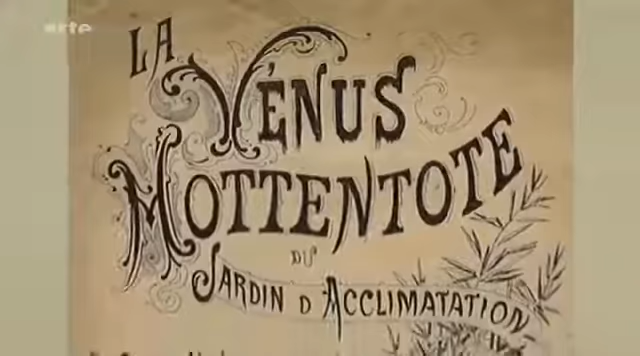 arte
LA
VÉNUS
HOTTENTOTE
DU
JARDIN D ACCLIMATATION